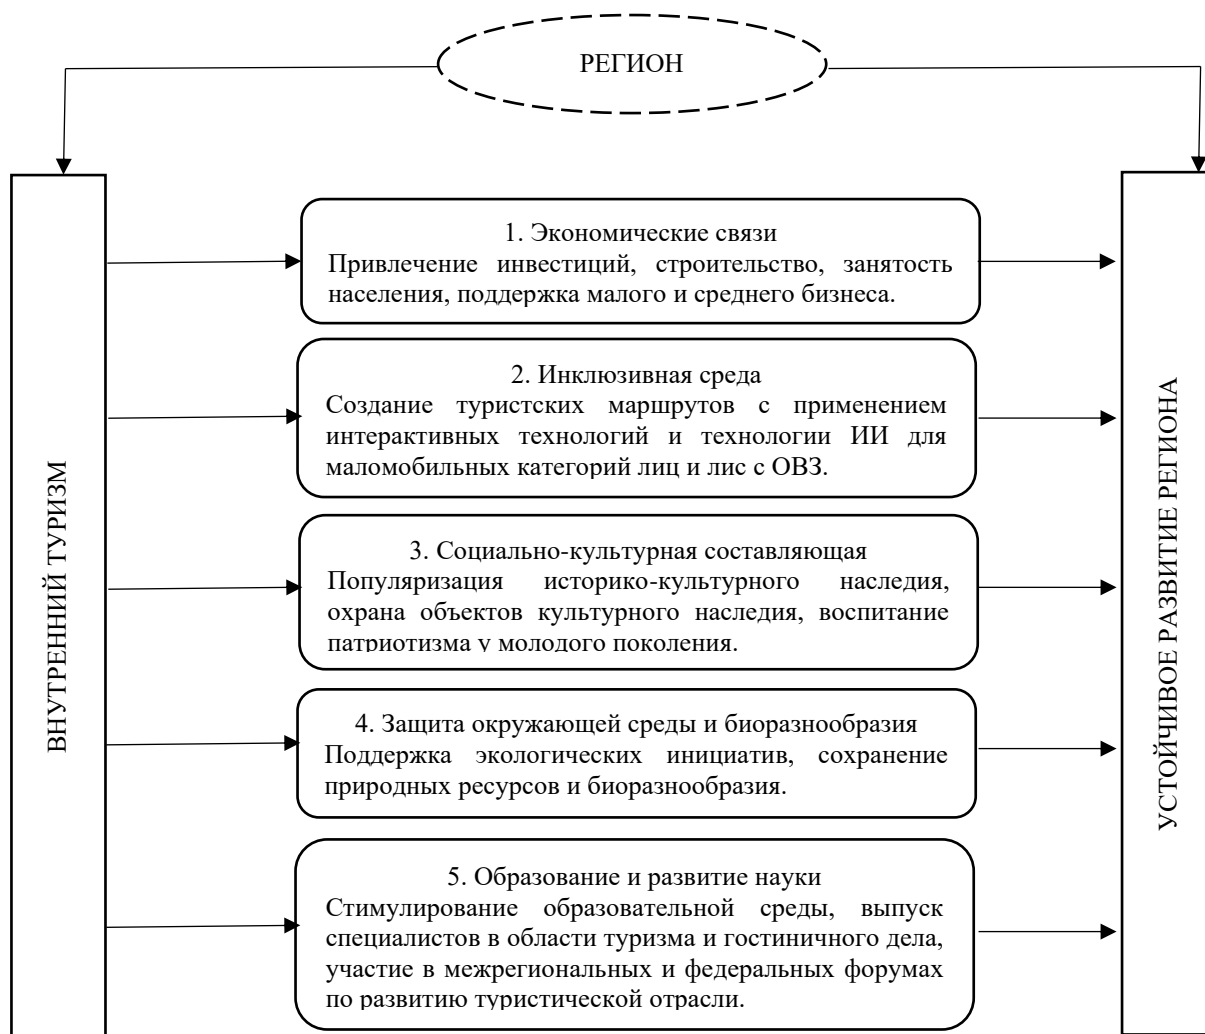 РЕГИОН
ВНУТРЕННИЙ ТУРИЗМ
1. Экономические связи
Привлечение инвестиций, строительство, занятость
населения, поддержка малого и среднего бизнеса.
2. Инклюзивная среда
Создание туристских маршрутов с применением
интерактивных технологий и технологии ИИ для
маломобильных категорий лиц и лис с ОВЗ.
3. Социально-культурная составляющая
Популяризация историко-культурного наследия,
охрана объектов культурного наследия, воспитание
патриотизма у молодого поколения.
4. Защита окружающей среды и биоразнообразия
Поддержка экологических инициатив, сохранение
природных ресурсов и биоразнообразия.
5. Образование и развитие науки
Стимулирование образовательной среды, выпуск
специалистов в области туризма и гостиничного дела,
участие в межрегиональных и федеральных форумах
по развитию туристической отрасли.
УСТОЙЧИВОЕ РАЗВИТИЕ РЕГИОНА